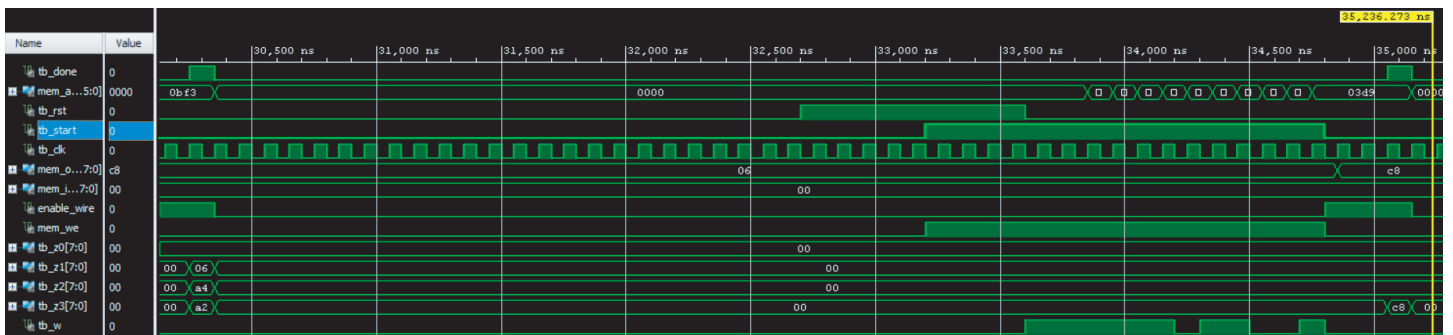 35,236.273 ns
Name Value
30,500 ns 31,000 ns 31,500 ns 32,000 ns 32,500 ns 33,000 ns 33,500 ns 34,000 ns 34,500 ns 35,000 ns
tb_done 0
mem_a...5:0] 0000 0bf3 0000 03d9 0000
tb_rst 0
tb_start 0
tb_clk 0
mem_o...7:0] c8 06 c8
mem_i...7:0] 00 00
enable_wire 0
mem_we 0
tb_z0[7:0] 00 00
tb_z1[7:0] 00 00 06 00
tb_z2[7:0] 00 00 a4 00
tb_z3[7:0] 00 00 a2 00 c8 00
tb_w 0